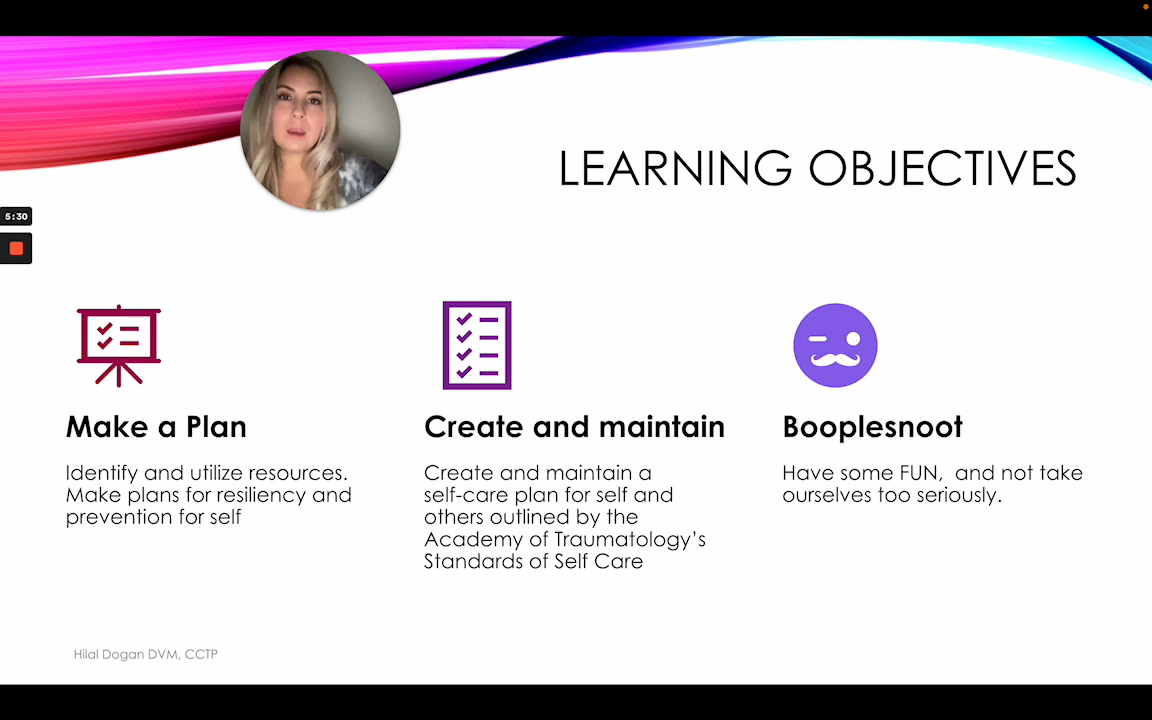 LEARNING OBJECTIVES
5:30
Make a Plan
Identify and utilize resources.
Make plans for resiliency and
prevention for self
Create and maintain
Create and maintain a
self-care plan for self and
others outlined by the
Academy of Traumatology’s
Standards of Self Care
Booplesnoot
Have some FUN,  and not take
ourselves too seriously.
Hilal Dogan DVM, CCTP